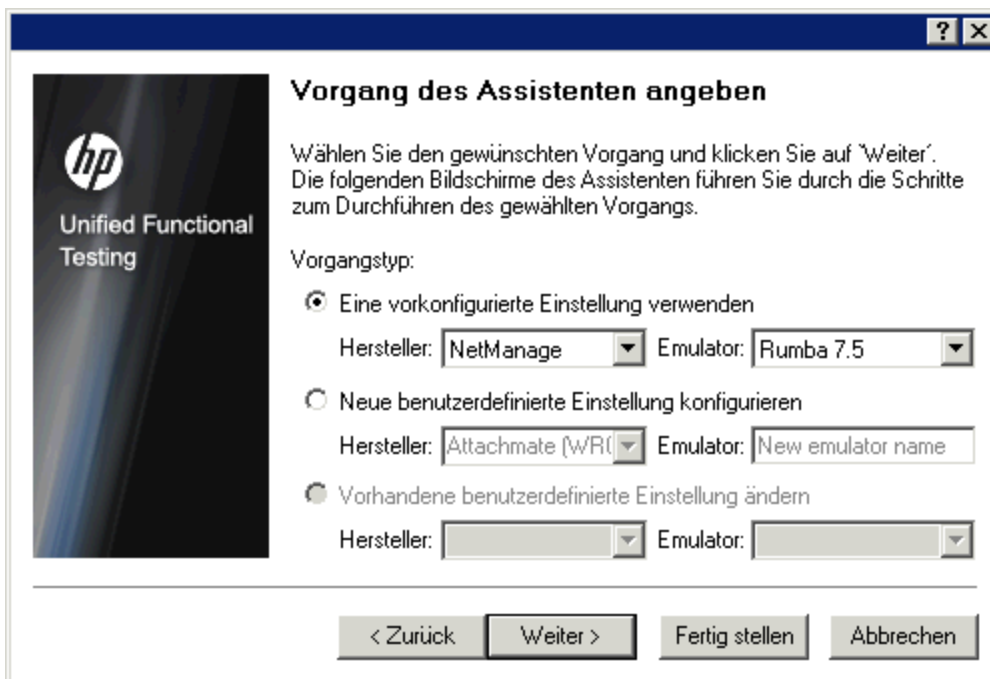 Vorgang des Assistenten angeben
hp
Unified Functional
Testing
Wählen Sie den gewünschten Vorgang und klicken Sie auf `Weiter´.
Die folgenden Bildschirme des Assistenten führen Sie durch die Schritte
zum Durchführen des gewählten Vorgangs.
Vorgangstyp:
Eine vorkonfigurierte Einstellung verwenden
Hersteller: NetManage Emulator: Rumba 7.5
Neue benutzerdefinierte Einstellung konfigurieren
Hersteller: Attachmate (WR Emulator: New emulator name
Vorhandene benutzerdefinierte Einstellung ändern
Hersteller: Emulator:
< Zurück Weiter > Fertig stellen Abbrechen